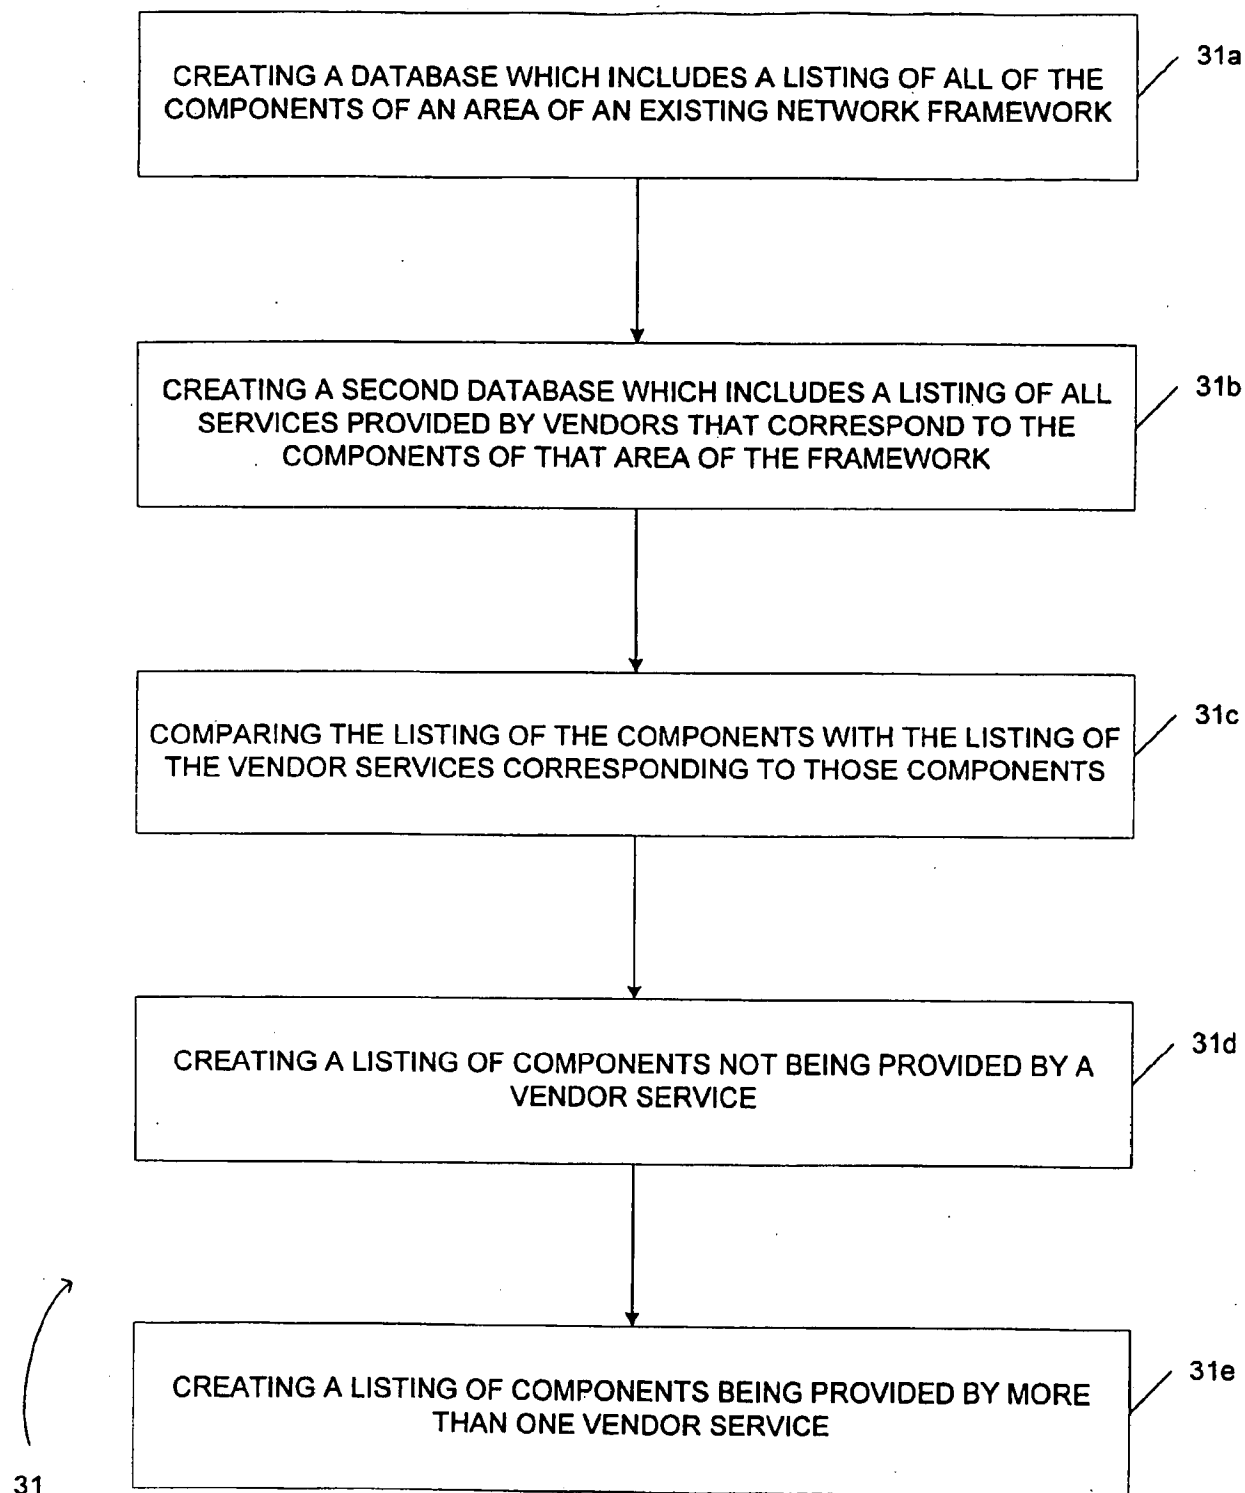 CREATING A DATABASE WHICH INCLUDES A LISTING OF ALL OF THE
COMPONENTS OF AN AREA OF AN EXISTING NETWORK FRAMEWORK
31a
CREATING A SECOND DATABASE WHICH INCLUDES A LISTING OF ALL
SERVICES PROVIDED BY VENDORS THAT CORRESPOND TO THE
COMPONENTS OF THAT AREA OF THE FRAMEWORK
31b
COMPARING THE LISTING OF THE COMPONENTS WITH THE LISTING OF
THE VENDOR SERVICES CORRESPONDING TO THOSE COMPONENTS
31c
CREATING A LISTING OF COMPONENTS NOT BEING PROVIDED BY A
VENDOR SERVICE
31d
CREATING A LISTING OF COMPONENTS BEING PROVIDED BY MORE
THAN ONE VENDOR SERVICE
31e
31